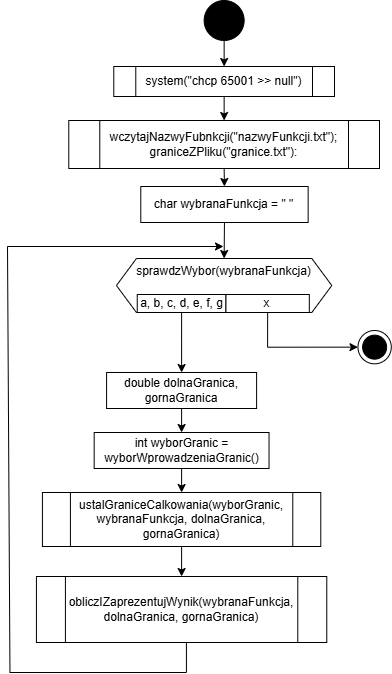 system("chcp 65001 >> null")
wczytajNazwyFubnkcji("nazwyFunkcji.txt");
graniceZPliku("granice.txt"):
char wybranaFunkcja = " "
sprawdzWybor(wybranaFunkcja)
a, b, c, d, e, f, g
x
double dolnaGranica,
gornaGranica
int wyborGranic =
wyborWprowadzeniaGranic()
ustalGraniceCalkowania(wyborGranic,
wybranaFunkcja, dolnaGranica,
gornaGranica)
obliczIZaprezentujWynik(wybranaFunkcja,
dolnaGranica, gornaGranica)